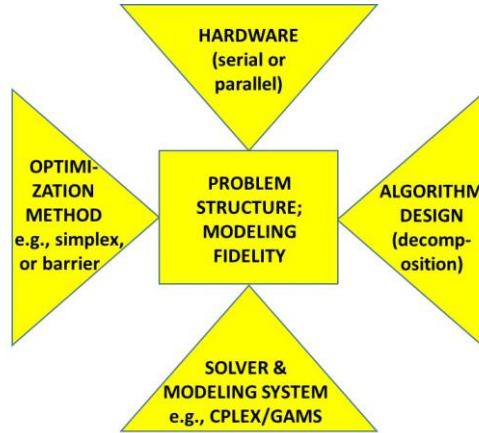 HARDWARE
(serial or
parallel)
OPTIMI-
ZATION
METHOD
e.g., simplex,
or barrier
PROBLEM
STRUCTURE;
MODELING
FIDELITY
ALGORITHM
DESIGN
(decomp-
osition)
SOLVER &
MODELING SYSTEM
e.g., CPLEX/GAMS